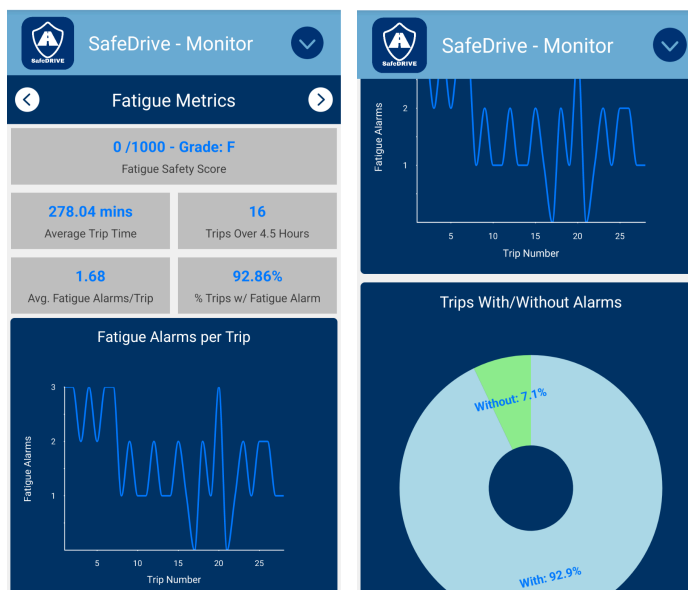 SafeDRIVE
SafeDrive - Monitor
Fatigue Metrics
0 /1000 - Grade: F
Fatigue Safety Score
278.04 mins
Average Trip Time
16
Trips Over 4.5 Hours
1.68
Avg. Fatigue Alarms/Trip
92.86%
% Trips w/ Fatigue Alarm
Fatigue Alarms per Trip
Fatigue Alarms
3
2
1
5 10 15 20 25
Trip Number
SafeDRIVE
SafeDrive - Monitor
Fatigue Alarms
2
1
5 10 15 20 25
Trip Number
Trips With/Without Alarms
Without: 7.1%
With: 92.9%